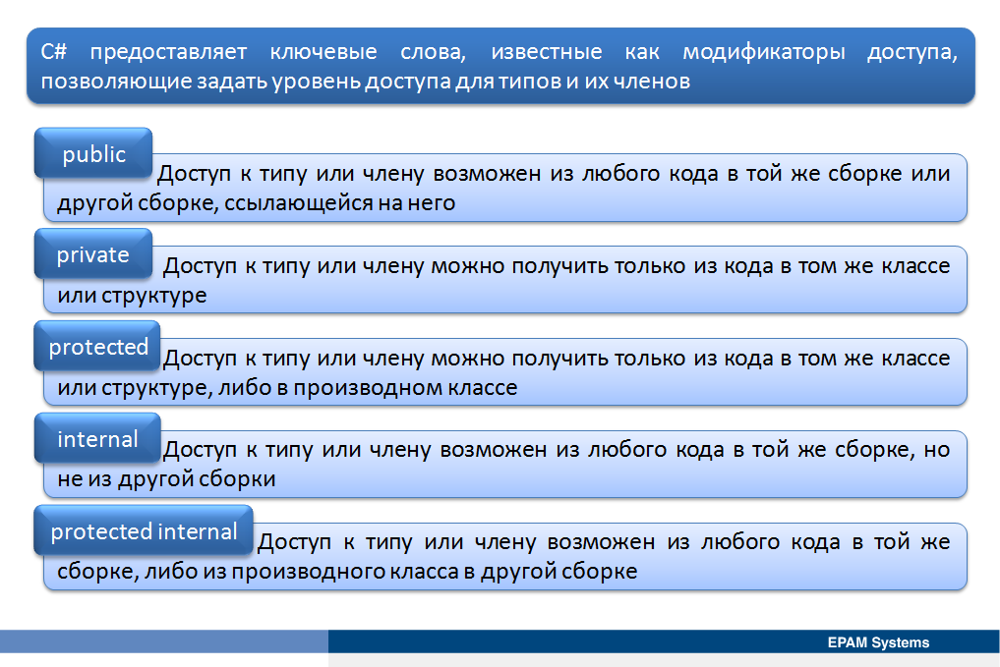 C# предоставляет ключевые слова, известные как модификаторы доступа,
позволяющие задать уровень доступа для типов и их членов
public
Доступ к типу или члену возможен из любого кода в той же сборке или
другой сборке, ссылающейся на него
private
Доступ к типу или члену можно получить только из кода в том же классе
или структуре
protected
Доступ к типу или члену можно получить только из кода в том же классе
или структуре, либо в производном классе
internal
Доступ к типу или члену возможен из любого кода в той же сборке, но
не из другой сборки
protected internal
Доступ к типу или члену возможен из любого кода в той же
сборке, либо из производного класса в другой сборке
EPAM Systems